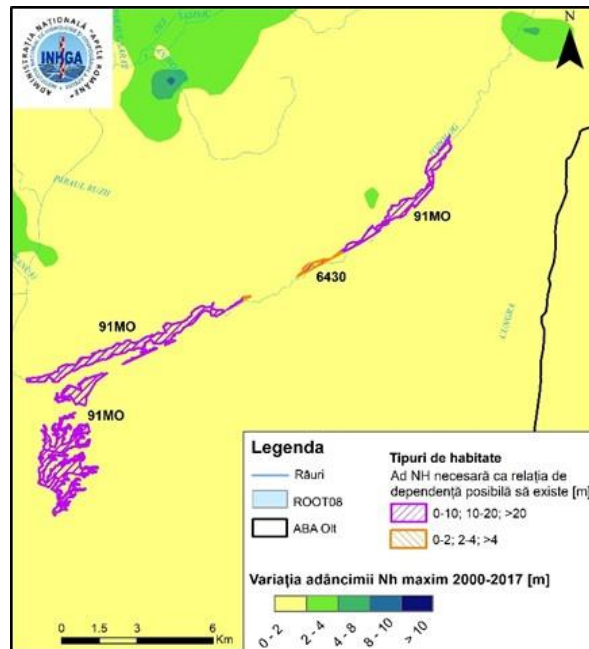 N
ADMINISTRAȚIA NAȚIONALĂ "APELE ROMÂNE"
INHGA
TOPOLOG
91MO
6430
CUNGRA
91MO
91MO
Legenda
Râuri
ROOT08
ABA Olt
Tipuri de habitate
Ad NH necesară ca relația de
dependență posibilă să existe [m]
0-10; 10-20; >20
0-2; 2-4; >4
Variația adâncimii Nh maxim 2000-2017 [m]
0 - 2
2 - 4
4 - 8
8 - 10
> 10
0 1.5 3 6
Km